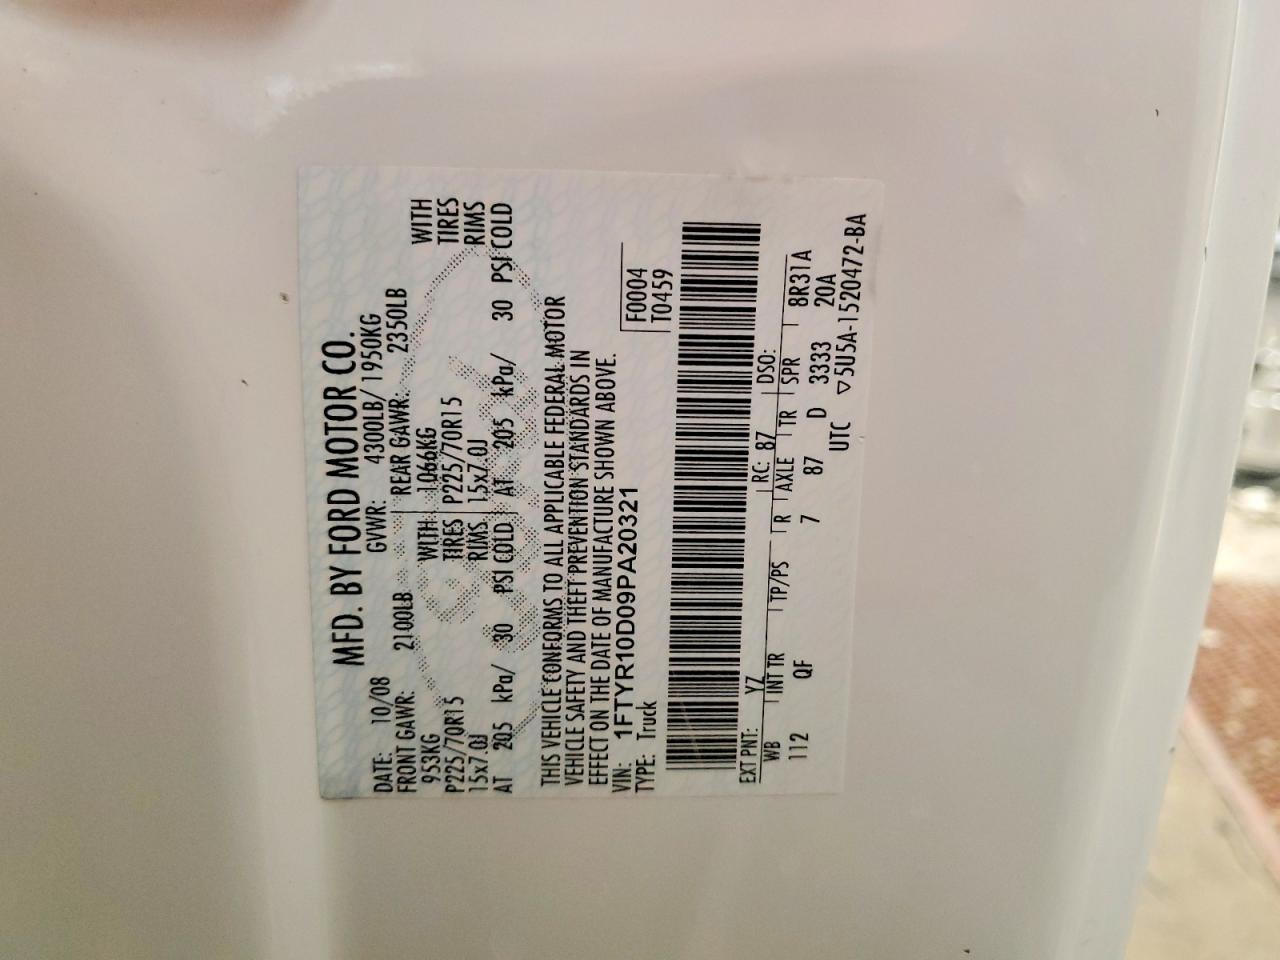 MFD. BY FORD MOTOR CO.
DATE: 10/08 GVWR: 4300LB/ 1950KG
FRONT GAWR: 2100LB REAR GAWR: 2350LB
953KG WITH 1066KG WITH
P225/70R15 TIRES P225/70R15 TIRES
15x7.0J RIMS 15x7.0J RIMS
AT 205 kPa/ 30 PSI COLD AT 205 kPa/ 30 PSI COLD
THIS VEHICLE CONFORMS TO ALL APPLICABLE FEDERAL MOTOR
VEHICLE SAFETY AND THEFT PREVENTION STANDARDS IN
EFFECT ON THE DATE OF MANUFACTURE SHOWN ABOVE.
VIN: 1FTYR10D09PA20321 F0004
TYPE: Truck T0459
EXT PNT: YZ RC: 87 DSO:
WB INT TR TP/PS R AXLE TR SPR 8R31A
112 QF 7 87 D 3333 20A
UTC ▽5U5A-1520472-BA